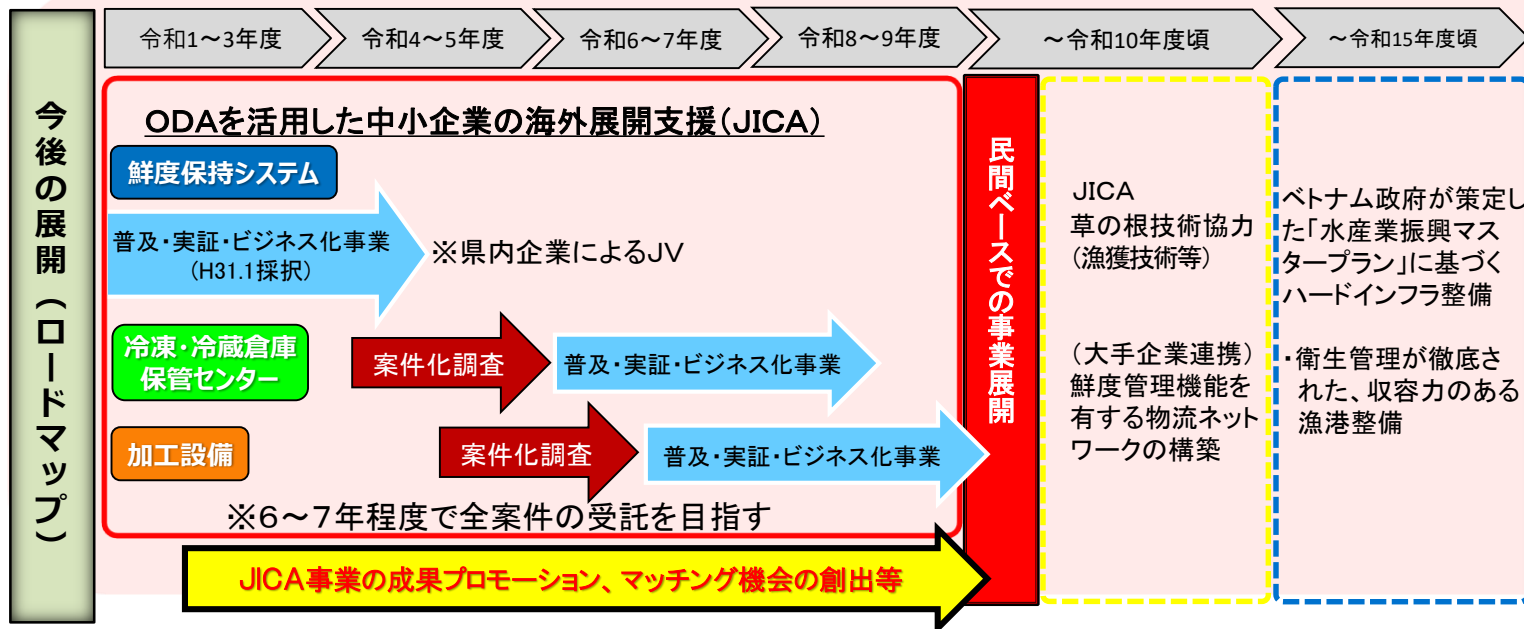 今後の展開（ロードマップ）
令和1～3年度
令和4～5年度
令和6～7年度
令和8～9年度
～令和10年度頃
～令和15年度頃
ODAを活用した中小企業の海外展開支援（JICA）
鮮度保持システム
普及・実証・ビジネス化事業
（H31.1採択）
※県内企業によるJV
冷凍・冷蔵倉庫
保管センター
案件化調査
普及・実証・ビジネス化事業
加工設備
案件化調査
普及・実証・ビジネス化事業
※６～７年程度で全案件の受託を目指す
JICA事業の成果プロモーション、マッチング機会の創出等
民間ベースでの事業展開
JICA
草の根技術協力
（漁獲技術等）
（大手企業連携）
鮮度管理機能を
有する物流ネット
ワークの構築
ベトナム政府が策定し
た「水産業振興マス
タープラン」に基づく
ハードインフラ整備
・衛生管理が徹底さ
れた、収容力のある
漁港整備